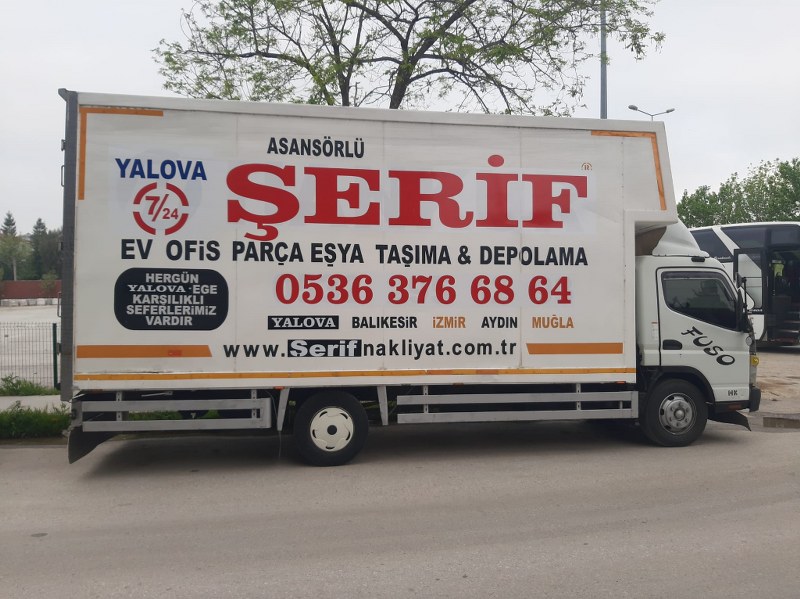 ASANSÖRLÜ
YALOVA
7/24
ŞERİF
EV OFiS PARÇA EŞYA TAŞIMA & DEPOLAMA
HERGÜN
YALOVA - EGE
KARŞILIKLI
SEFERLERİMİZ
VARDIR
0536 376 68 64
YALOVA BALIKESİR İZMİR AYDIN MUĞLA
www.Şerifnakliyat.com.tr
FUSO